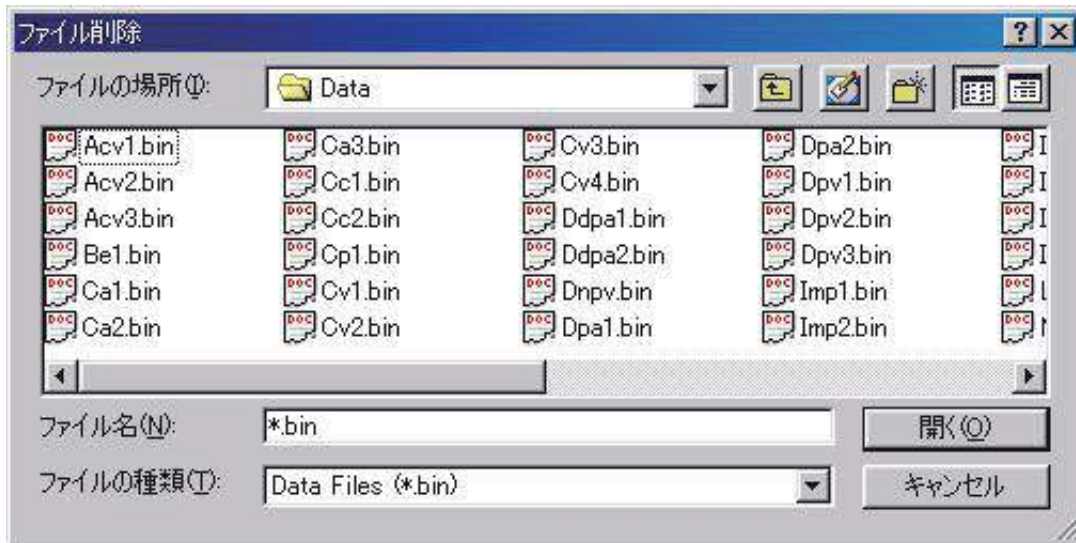 ファイル削除
ファイルの場所(I): Data
Acv1.bin Ca3.bin Cv3.bin Dpa2.bin
Acv2.bin Cc1.bin Cv4.bin Dpv1.bin
Acv3.bin Cc2.bin Ddpa1.bin Dpv2.bin
Be1.bin Cp1.bin Ddpa2.bin Dpv3.bin
Ca1.bin Cv1.bin Dnpv.bin Imp1.bin
Ca2.bin Cv2.bin Dpa1.bin Imp2.bin
ファイル名(N): *.bin 開く(O)
ファイルの種類(T): Data Files (*.bin) キャンセル